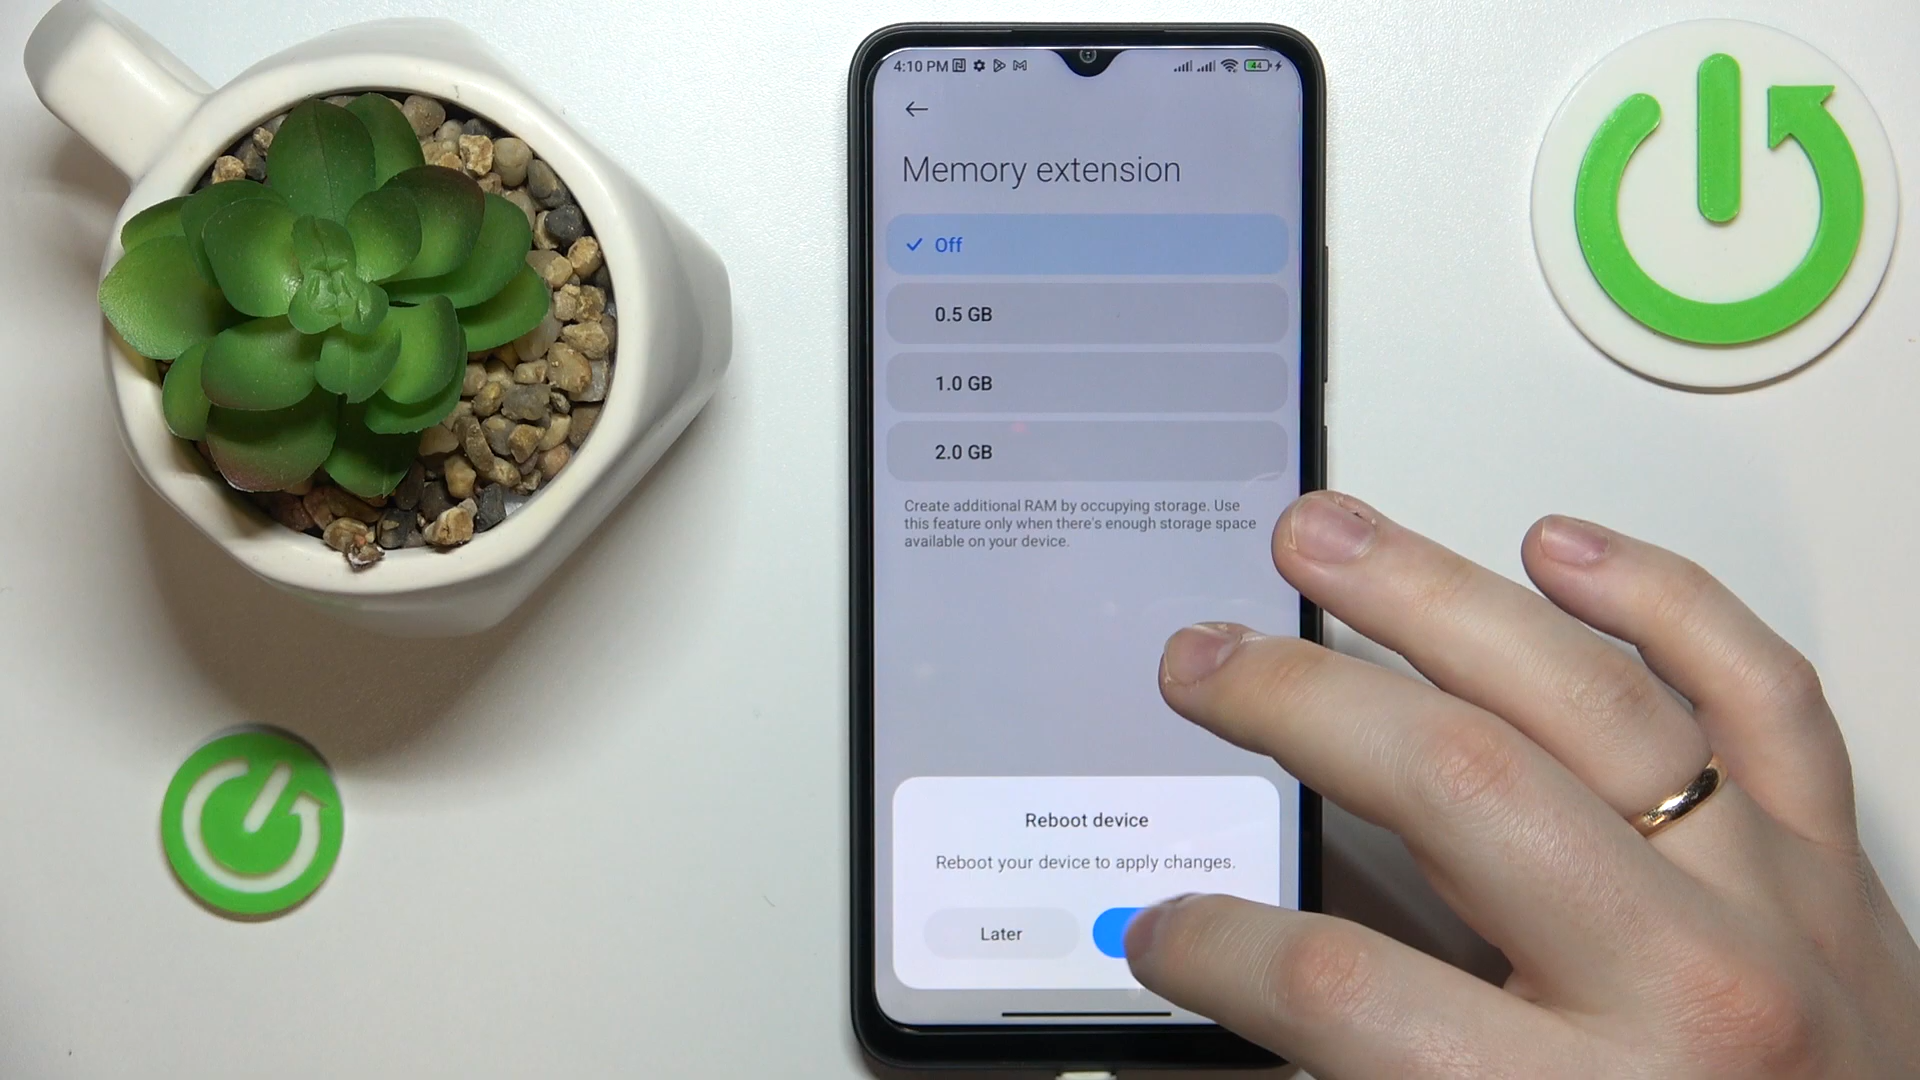 4:10 PM
44
Memory extension
Off
0.5 GB
1.0 GB
2.0 GB
Create additional RAM by occupying storage. Use
this feature only when there's enough storage space
available on your device.
Reboot device
Reboot your device to apply changes.
Later